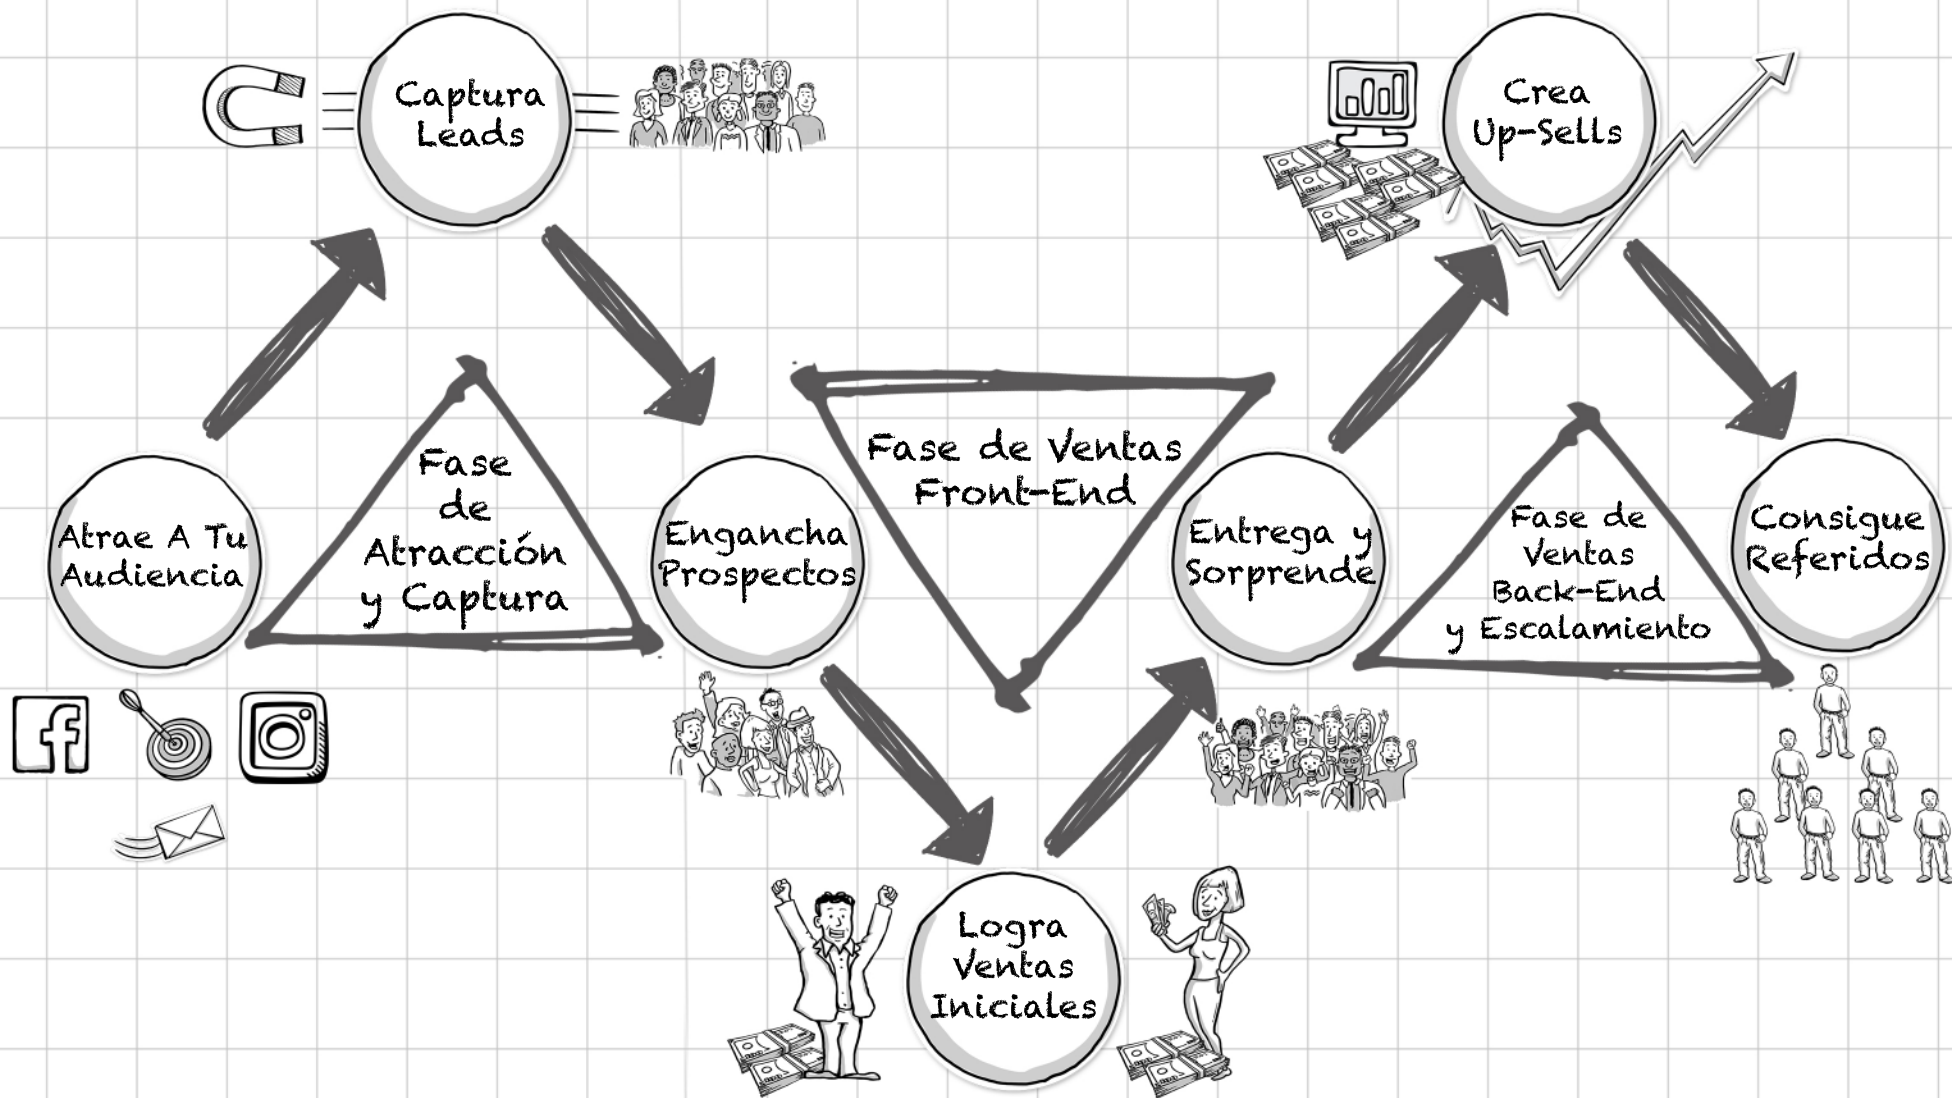 Captura
Leads
Crea
Up-Sells
Atrae A Tu
Audiencia
Fase
de
Atracción
y Captura
Engancha
Prospectos
Fase de Ventas
Front-End
Entrega y
Sorprende
Fase de
Ventas
Back-End
y Escalamiento
Consigue
Referidos
Logra
Ventas
Iniciales